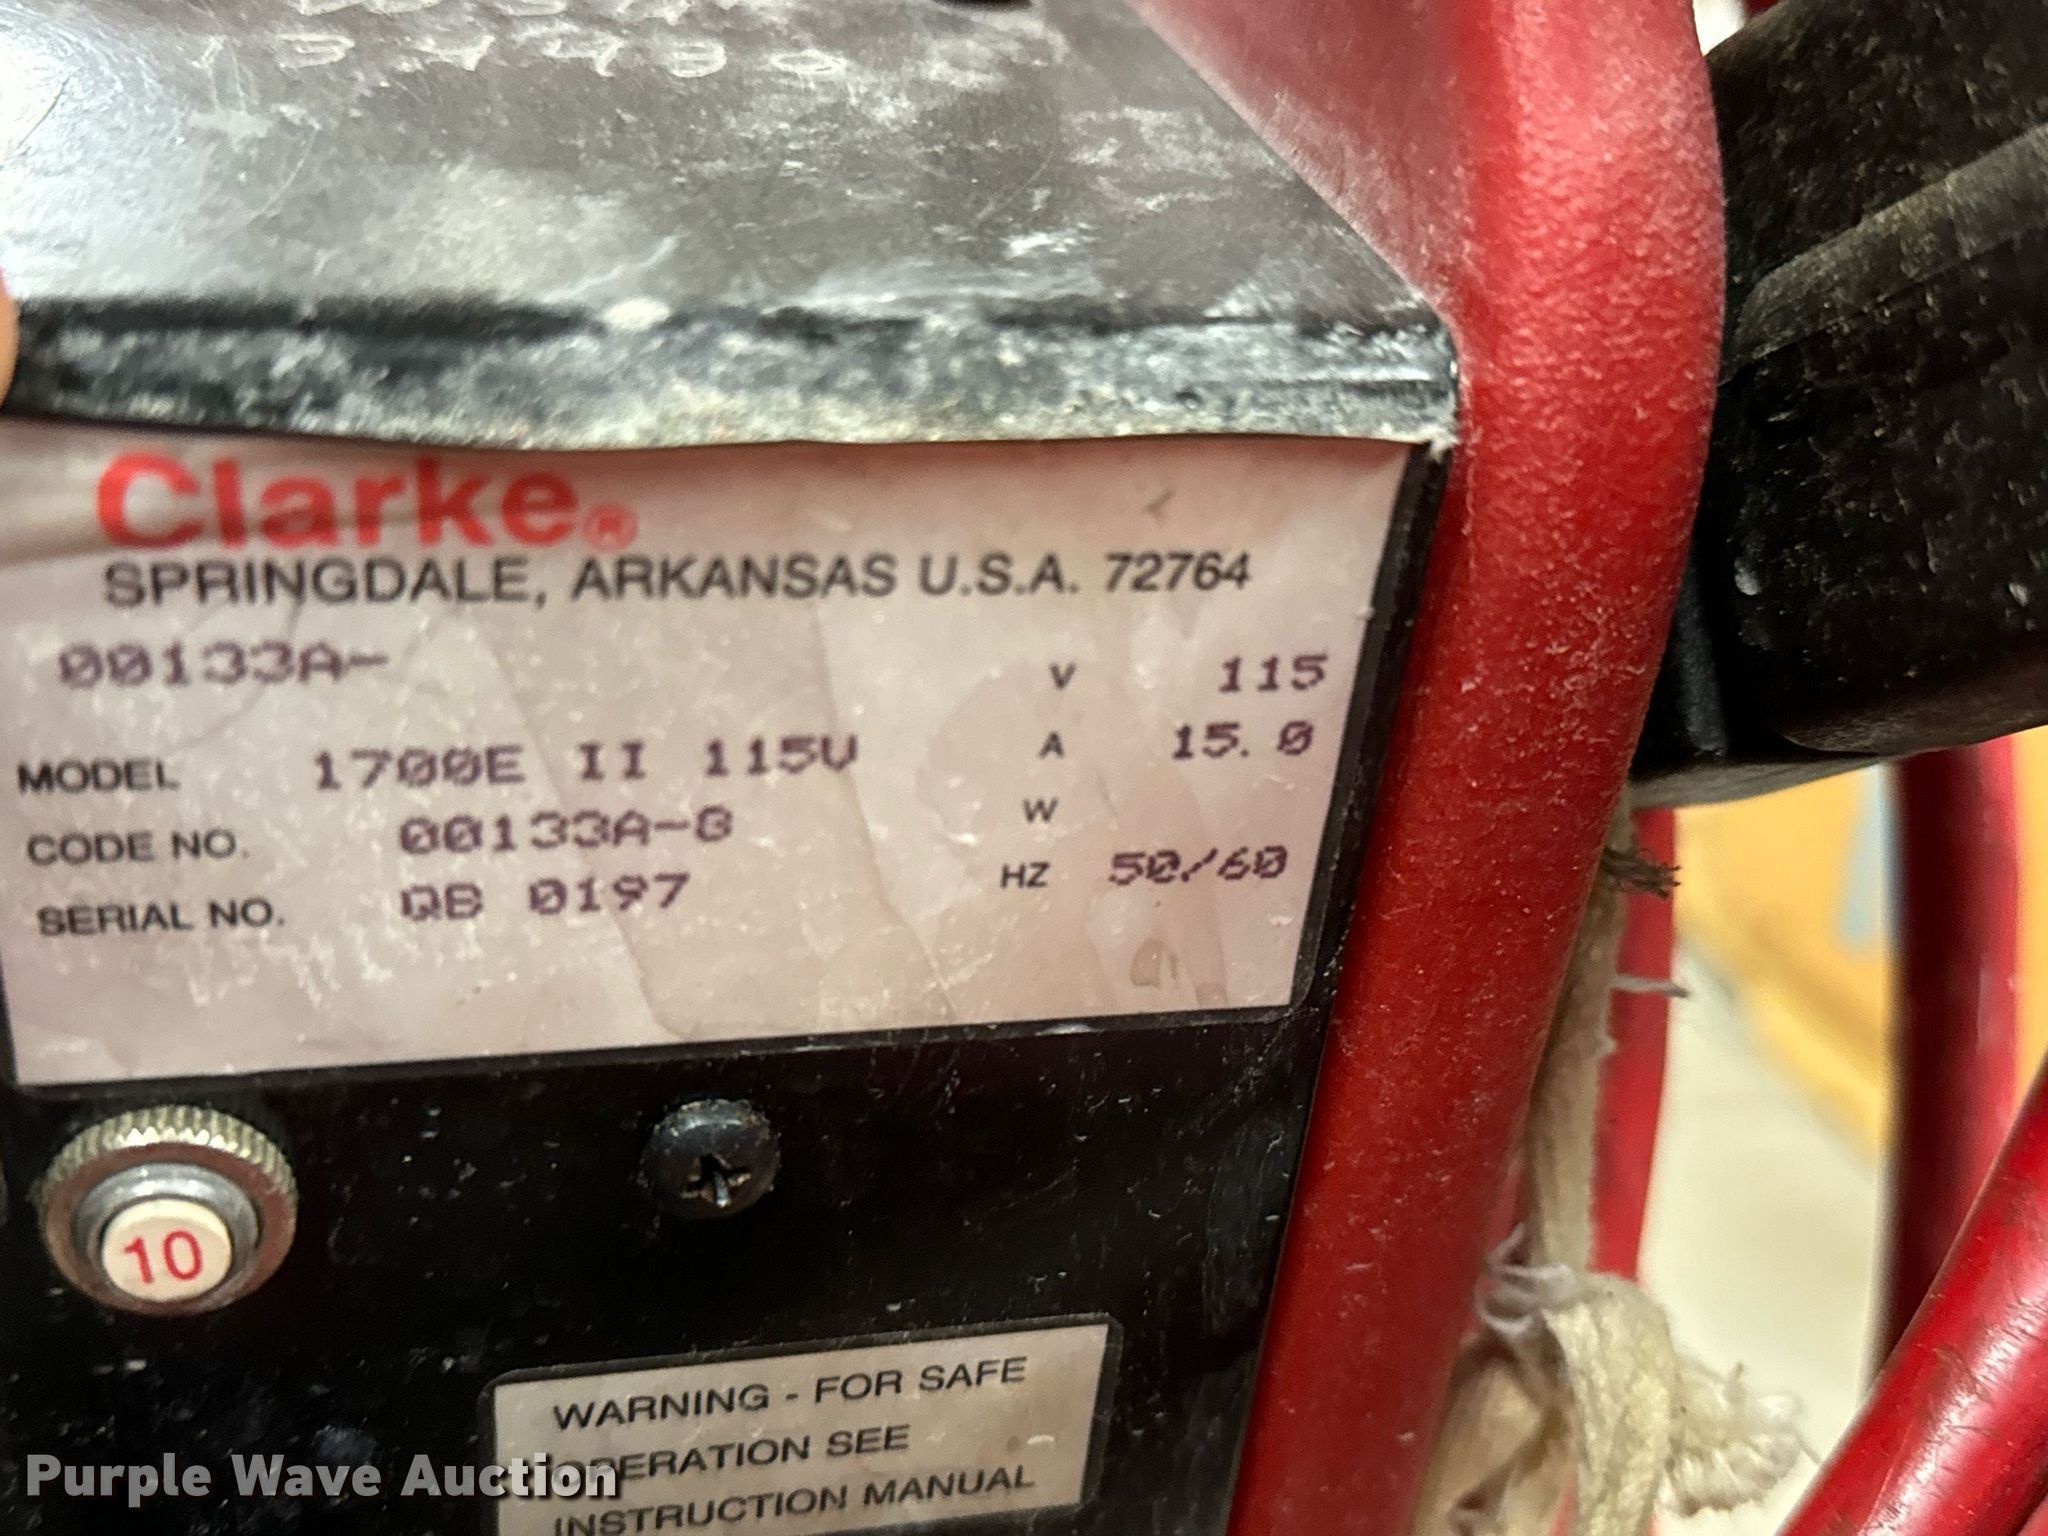 Clarke®
SPRINGDALE, ARKANSAS U.S.A. 72764
00133A-
V 115
MODEL 1700E II 115V
A 15.0
CODE NO. 00133A-B
W
SERIAL NO. QB 0197
HZ 50/60
10
WARNING - FOR SAFE
OPERATION SEE
INSTRUCTION MANUAL
Purple Wave Auction